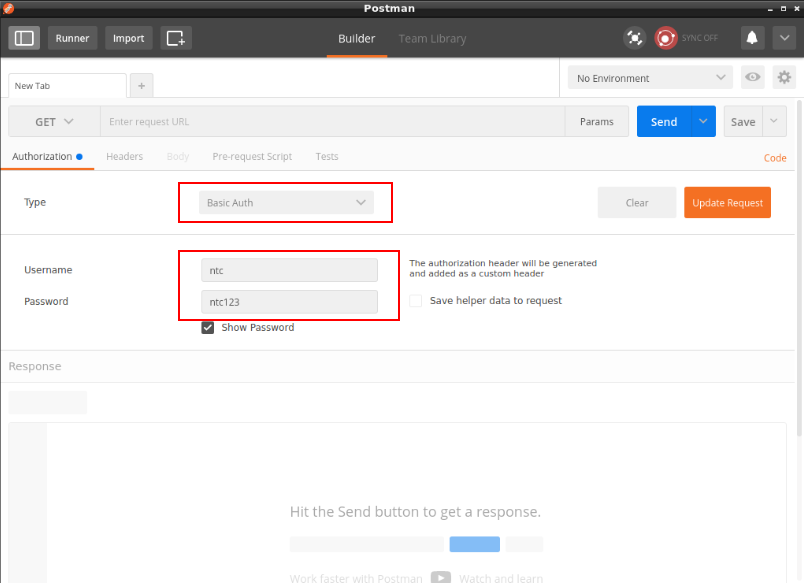 Postman
Runner
Import
Builder
Team Library
SYNC OFF
New Tab
+
No Environment
GET
Enter request URL
Params
Send
Save
Authorization
Headers
Body
Pre-request Script
Tests
Code
Type
Basic Auth
Clear
Update Request
Username
ntc
The authorization header will be generated
and added as a custom header
Password
ntc123
Save helper data to request
Show Password
Response
Hit the Send button to get a response.
Work faster with Postman
Watch and learn